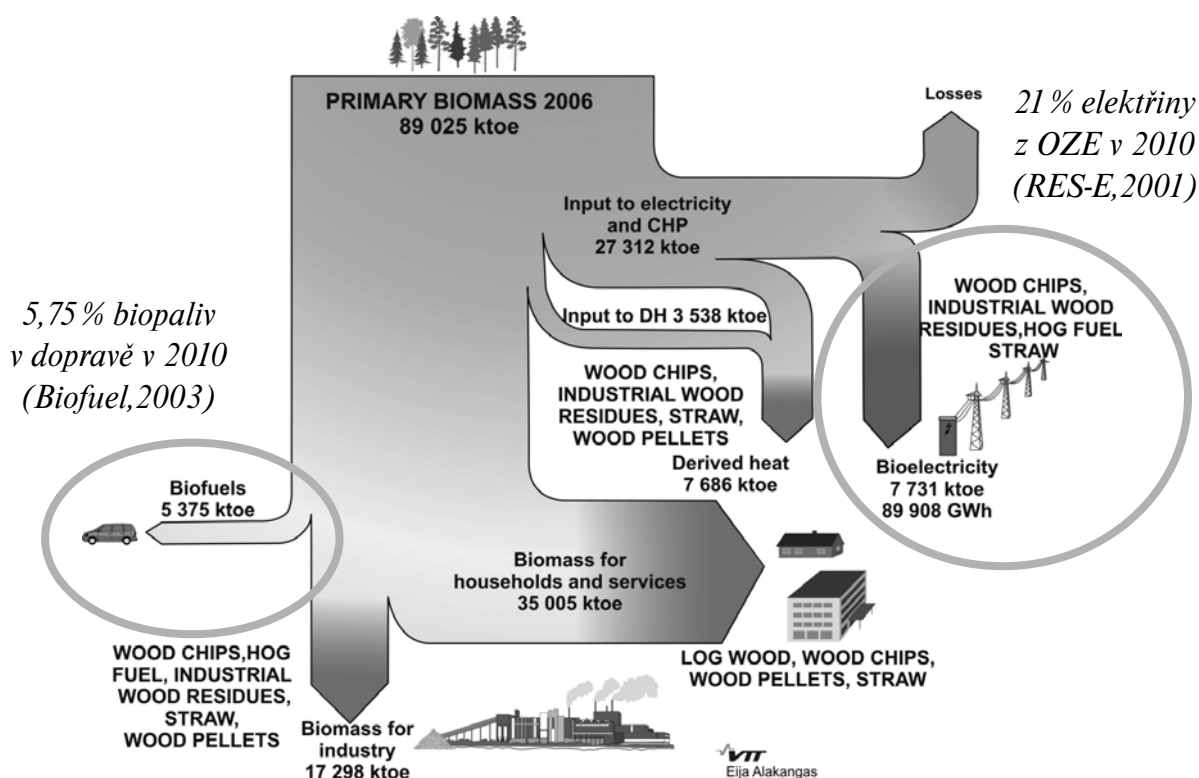 PRIMARY BIOMASS 2006
89 025 ktoe
Losses
21 % elektřiny
z OZE v 2010
(RES-E,2001)
Input to electricity
and CHP
27 312 ktoe
WOOD CHIPS,
INDUSTRIAL WOOD
RESIDUES,HOG FUEL
STRAW
5,75 % biopaliv
v dopravě v 2010
(Biofuel,2003)
Input to DH 3 538 ktoe
WOOD CHIPS,
INDUSTRIAL WOOD
RESIDUES, STRAW,
WOOD PELLETS
Derived heat
7 686 ktoe
Bioelectricity
7 731 ktoe
89 908 GWh
Biofuels
5 375 ktoe
Biomass for
households and services
35 005 ktoe
LOG WOOD, WOOD CHIPS,
WOOD PELLETS, STRAW
WOOD CHIPS,HOG
FUEL, INDUSTRIAL
WOOD RESIDUES,
STRAW,
WOOD PELLETS
Biomass for
industry
17 298 ktoe
VTT
Eija Alakangas